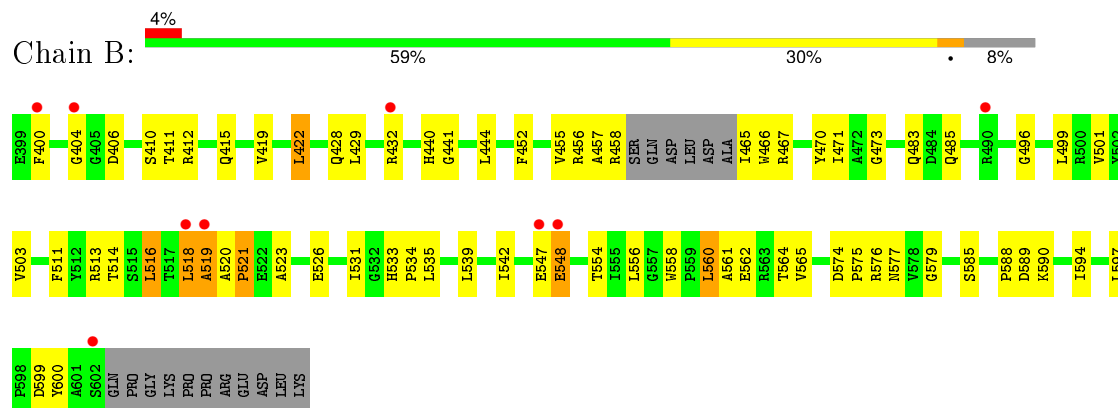 4%
Chain B:
59% 30% • 8%
E399 F400 G404 G405 D406 S410 T411 R412 Q415 V419 L422 Q428 L429 R432 H440 G441 L444 F452 V455 R456 A457 R458 SER GLN ASP LEU ASP ALA I465 W466 R467 Y470 I471 A472 G473 Q483 D484 Q485 R490 G496 L499 R500 V501 Y502
V503 F511 Y512 R513 T514 S515 L516 T517 L518 A519 A520 P521 E522 A523 E526 I531 G532 H533 P534 L535 L539 I542 E547 E548 T554 I555 L556 G557 W558 P559 L560 A561 E562 R563 T564 V565 D574 P575 R576 N577 V578 G579 S585 P588 D589 K590 I594 L597
P598 D599 Y600 A601 S602 GLN PRO GLY LYS PRO PRO ARG GLU ASP LEU LYS